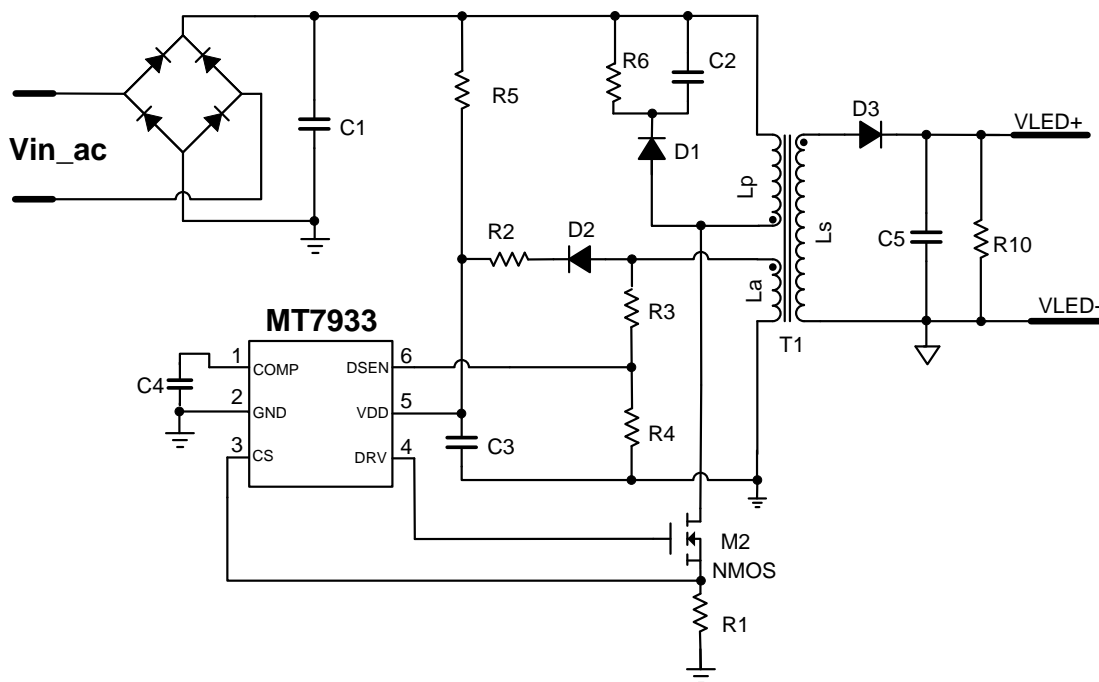 R6
C2
R5
C1
D3
VLED+
Vin_ac
D1
Lp
Ls
R2
D2
C5
R10
La
R3
VLED-
MT7933
T1
1
COMP
DSEN
6
C4
2
GND
VDD
5
R4
C3
3
CS
DRV
4
M2
NMOS
R1